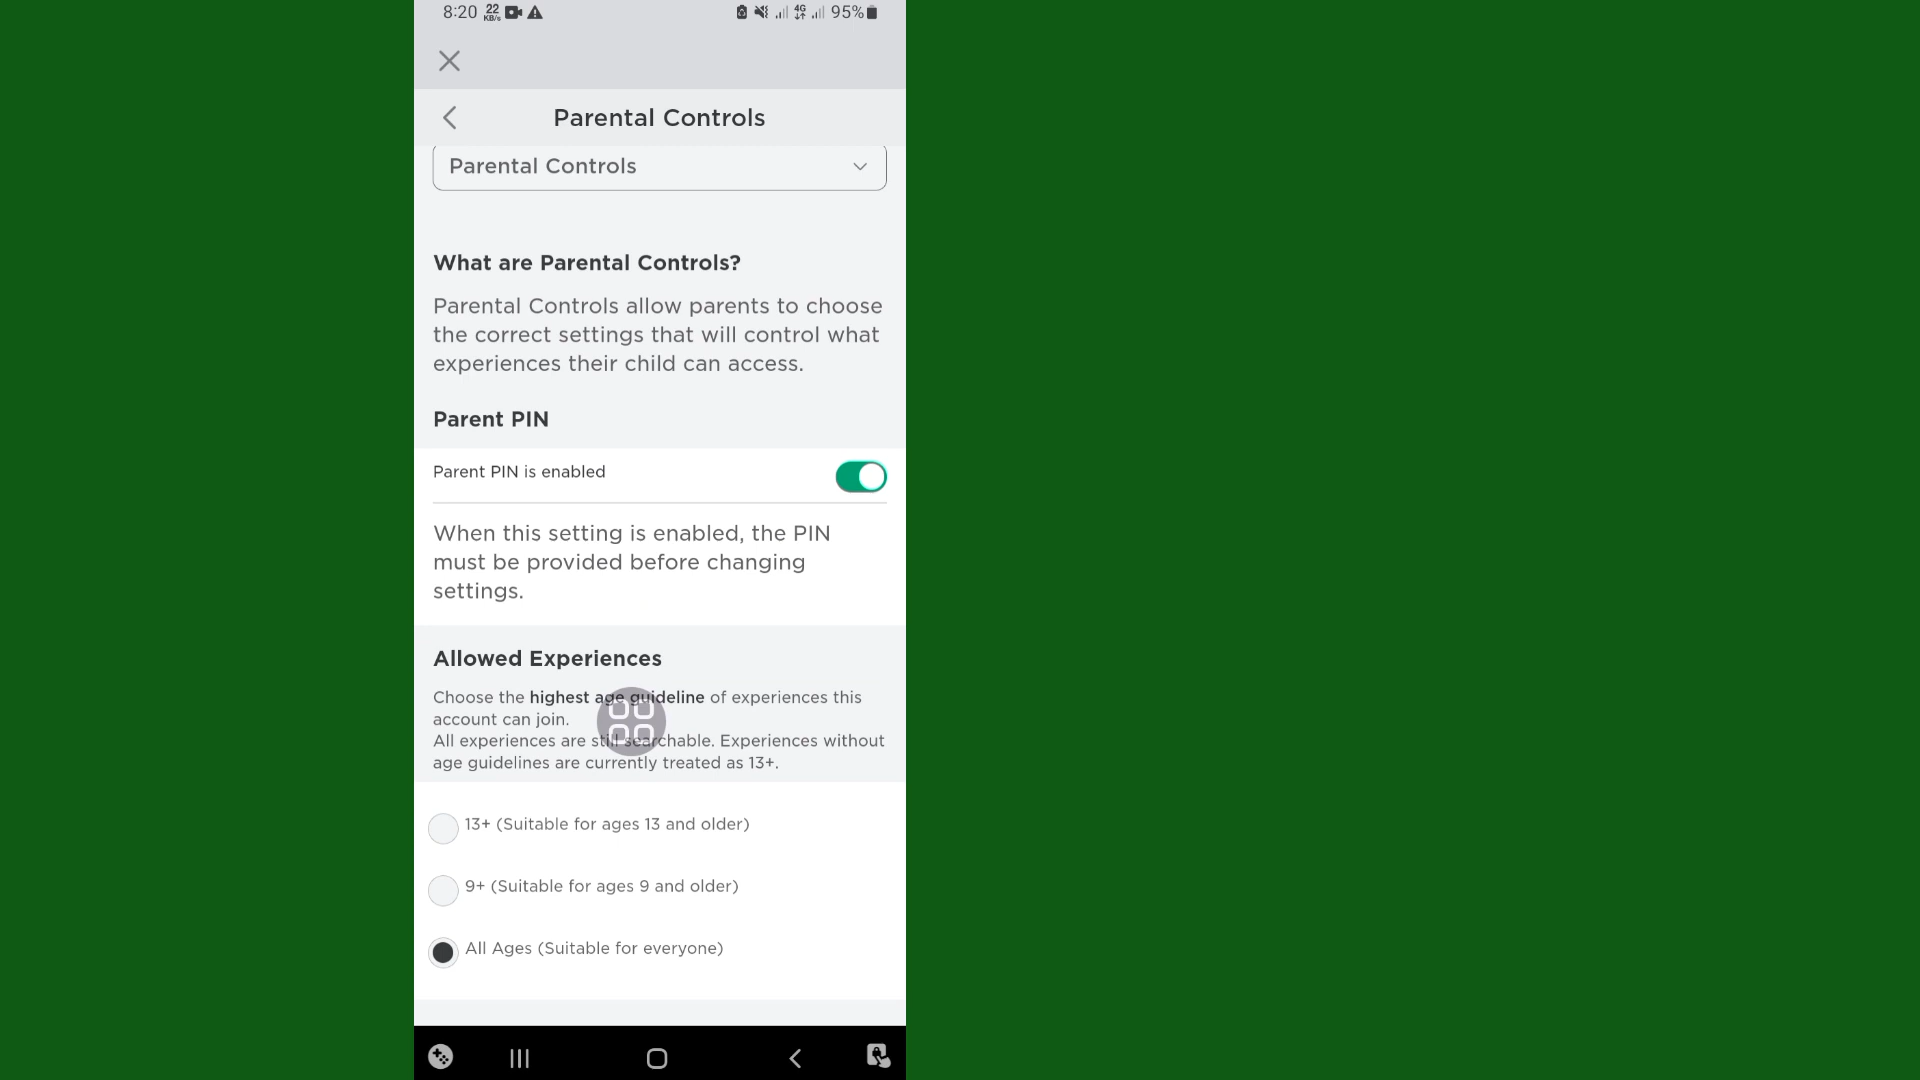 8:20 22 KB/s 4G 95%
Parental Controls
Parental Controls
What are Parental Controls?
Parental Controls allow parents to choose
the correct settings that will control what
experiences their child can access.
Parent PIN
Parent PIN is enabled
When this setting is enabled, the PIN
must be provided before changing
settings.
Allowed Experiences
Choose the highest age guideline of experiences this
account can join.
All experiences are still searchable. Experiences without
age guidelines are currently treated as 13+.
13+ (Suitable for ages 13 and older)
9+ (Suitable for ages 9 and older)
All Ages (Suitable for everyone)